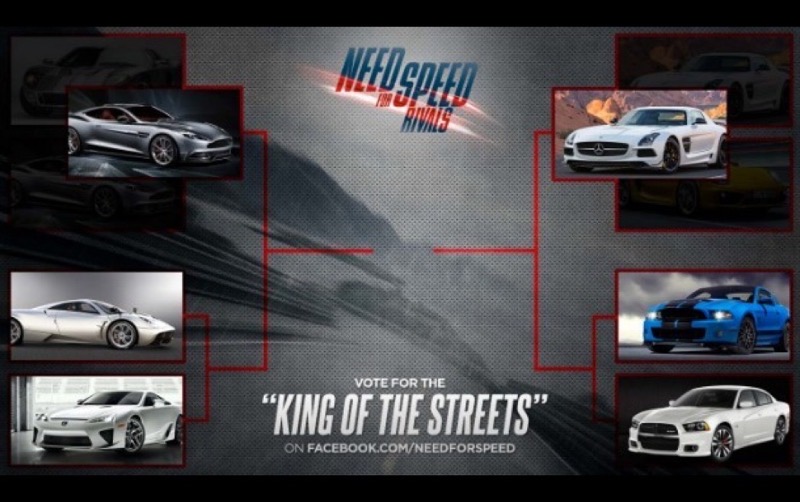 NEED
FOR SPEED
RIVALS
VOTE FOR THE
“KING OF THE STREETS”
ON FACEBOOK.COM/NEEDFORSPEED